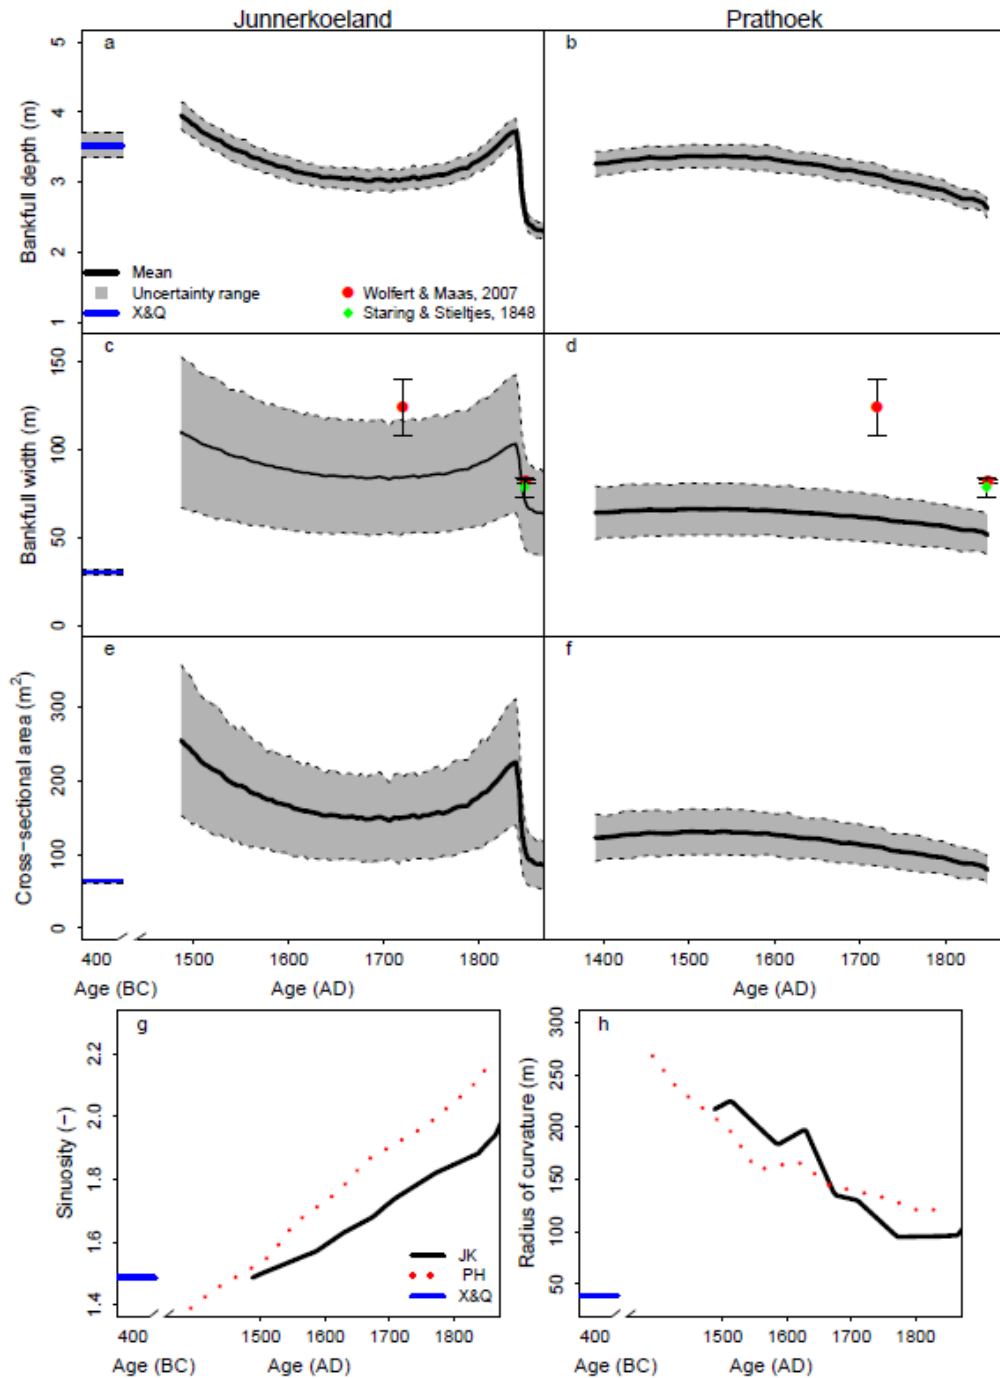 Junnerkoeland Prathoek
a b
Bankfull depth (m)
5
4
3
2
1
Mean
Uncertainty range
X&Q
Wolfert & Maas, 2007
Staring & Stieltjes, 1848
c d
Bankfull width (m)
150
100
50
0
e f
Cross-sectional area (m²)
300
200
100
0
400 1500 1600 1700 1800 1400 1500 1600 1700 1800
Age (BC) Age (AD) Age (AD)
g
Sinuosity (−)
2.2
2.0
1.8
1.6
1.4
JK
PH
X&Q
400 1500 1600 1700 1800
Age (BC) Age (AD)
h
Radius of curvature (m)
300
250
200
150
100
50
400 1500 1600 1700 1800
Age (BC) Age (AD)